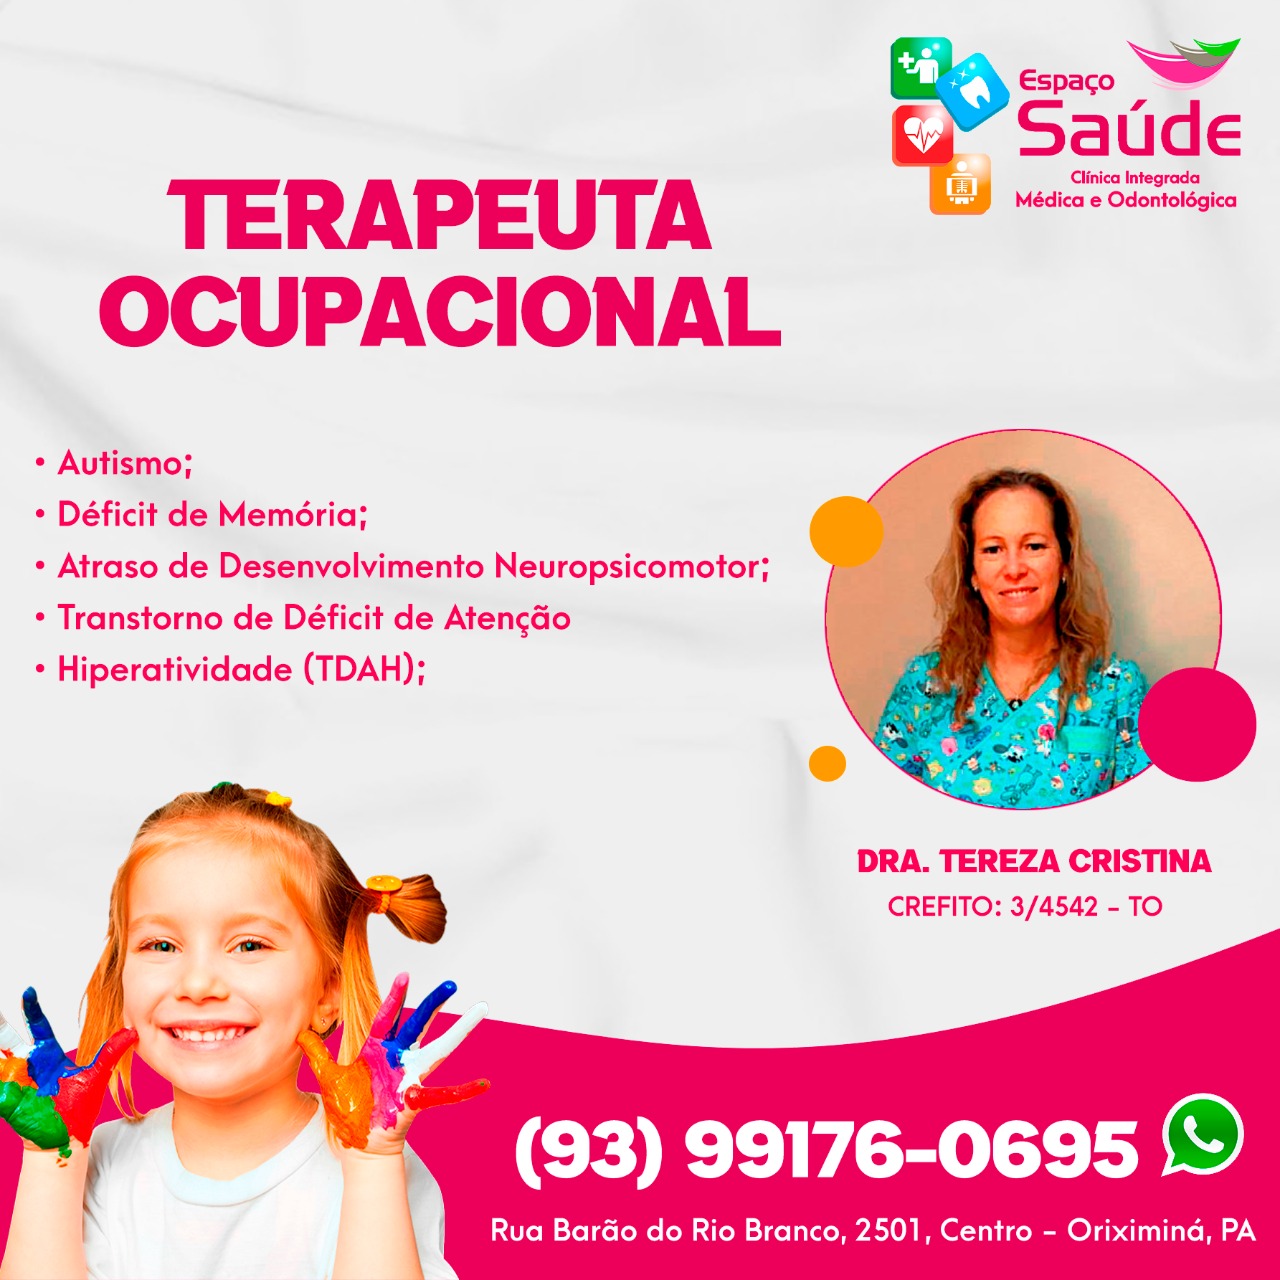 Espaço
Saúde
Clínica Integrada
Médica e Odontológica
TERAPEUTA
OCUPACIONAL
• Autismo;
• Déficit de Memória;
• Atraso de Desenvolvimento Neuropsicomotor;
• Transtorno de Déficit de Atenção
• Hiperatividade (TDAH);
DRA. TEREZA CRISTINA
CREFITO: 3/4542 - TO
(93) 99176-0695
Rua Barão do Rio Branco, 2501, Centro - Oriximiná, PA